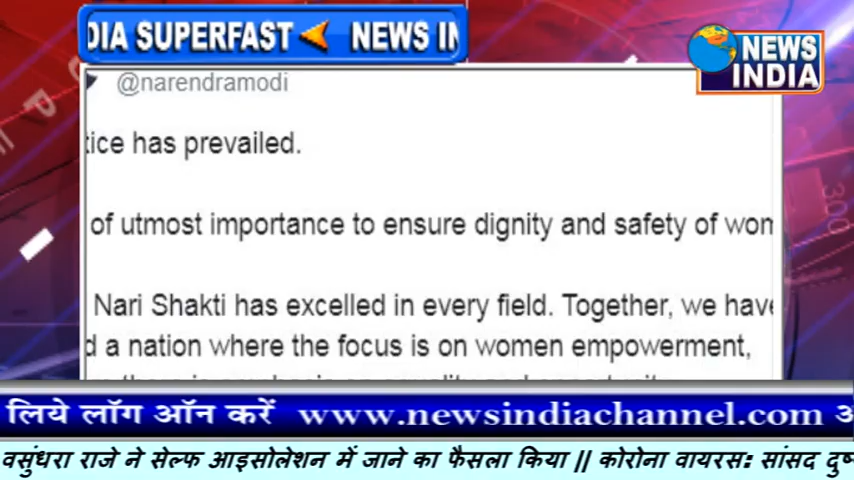 DIA SUPERFAST NEWS IN
NEWS
INDIA
@narendramodi
tice has prevailed.
of utmost importance to ensure dignity and safety of wom
Nari Shakti has excelled in every field. Together, we have
d a nation where the focus is on women empowerment,
लिये लॉग ऑन करें www.newsindiachannel.com
वसुंधरा राजे ने सेल्फ आइसोलेशन में जाने का फैसला किया || कोरोना वायरस: सांसद दुष्